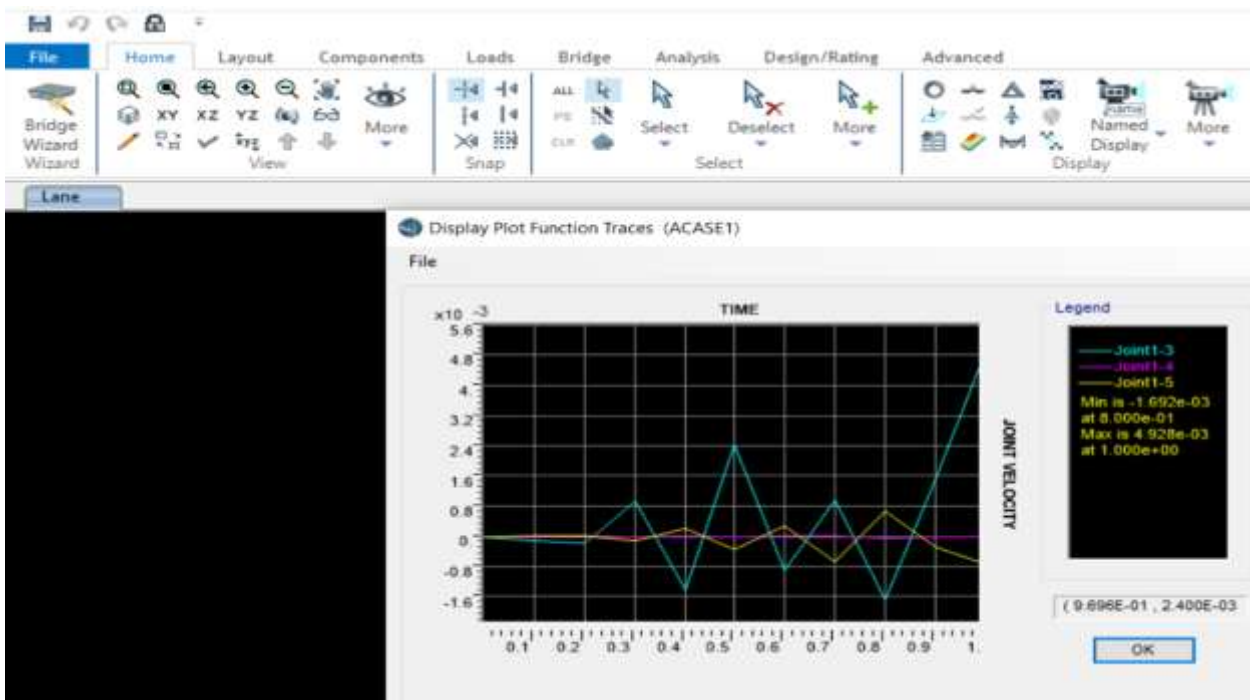 File Home Layout Components Loads Bridge Analysis Design/Rating Advanced
ALL
XY XZ YZ
CLR
Bridge Wizard
More
Select Deselect More
Named Display
More
Wizard View Snap Select Display
Lane
Display Plot Function Traces (ACASE1)
File
x10 -3
TIME
5.6
4.8
4.
3.2
2.4
1.6
0.8
0
-0.8
-1.6
0.1 0.2 0.3 0.4 0.5 0.6 0.7 0.8 0.9 1.
JOINT VELOCITY
Legend
Joint1-3
Joint1-4
Joint1-5
Min is -1.692e-03
at 8.000e-01
Max is 4.928e-03
at 1.000e+00
( 9.696E-01 , 2.400E-03
OK